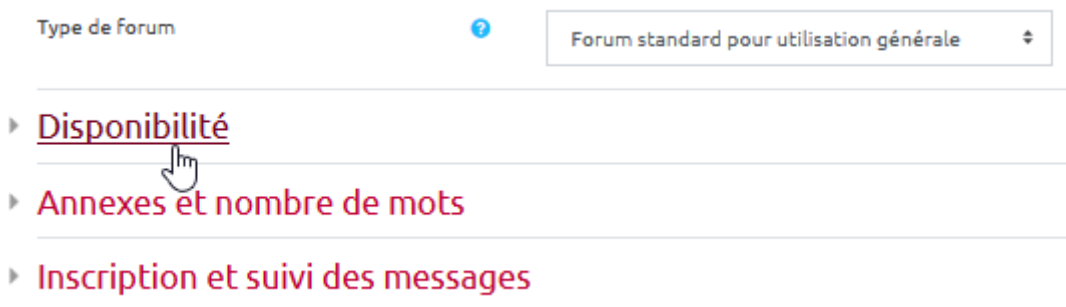 Type de forum
Forum standard pour utilisation générale
Disponibilité
Annexes et nombre de mots
Inscription et suivi des messages